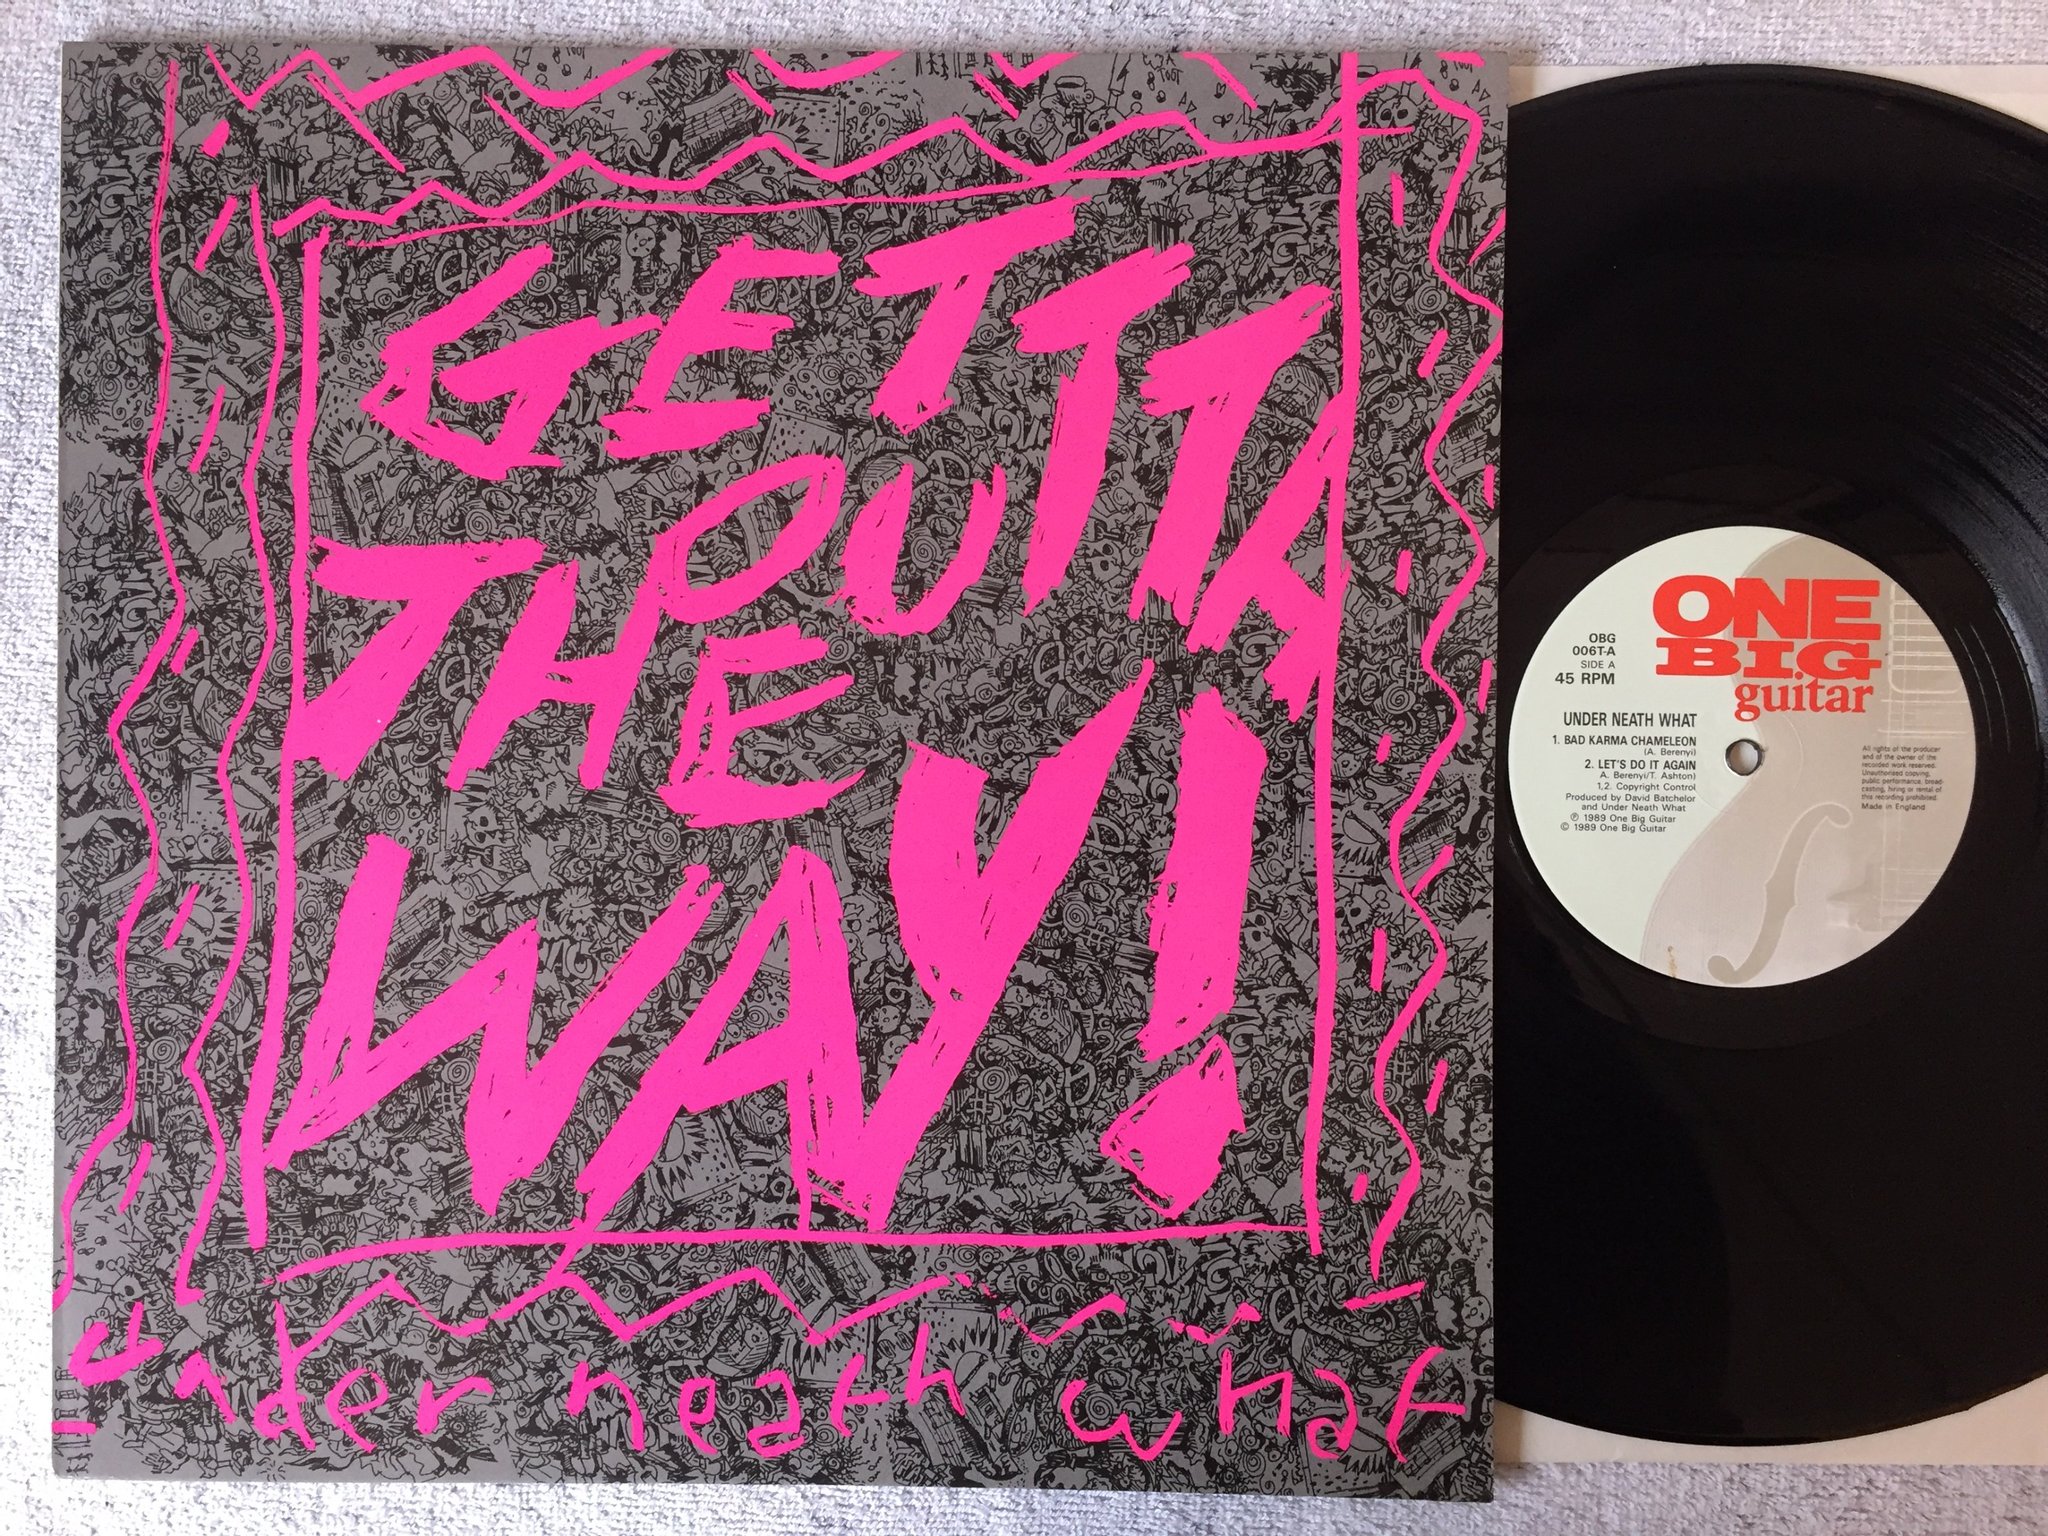 GET
OUTTA
THE
WAY!
under neath what
ONE
BIG
guitar
OBG
006T-A
SIDE A
45 RPM
UNDER NEATH WHAT
1. BAD KARMA CHAMELEON
(A. Berenyi)
2. LET'S DO IT AGAIN
A. Berenyi/T. Ashton)
1,2. Copyright Control
Produced by David Batchelor
and Under Neath What
℗ 1989 One Big Guitar
© 1989 One Big Guitar
All rights of the producer
and of the owner of the
recorded work reserved.
Unauthorised copying,
public performance, broad-
casting, hiring or rental of
this recording prohibited.
Made in England